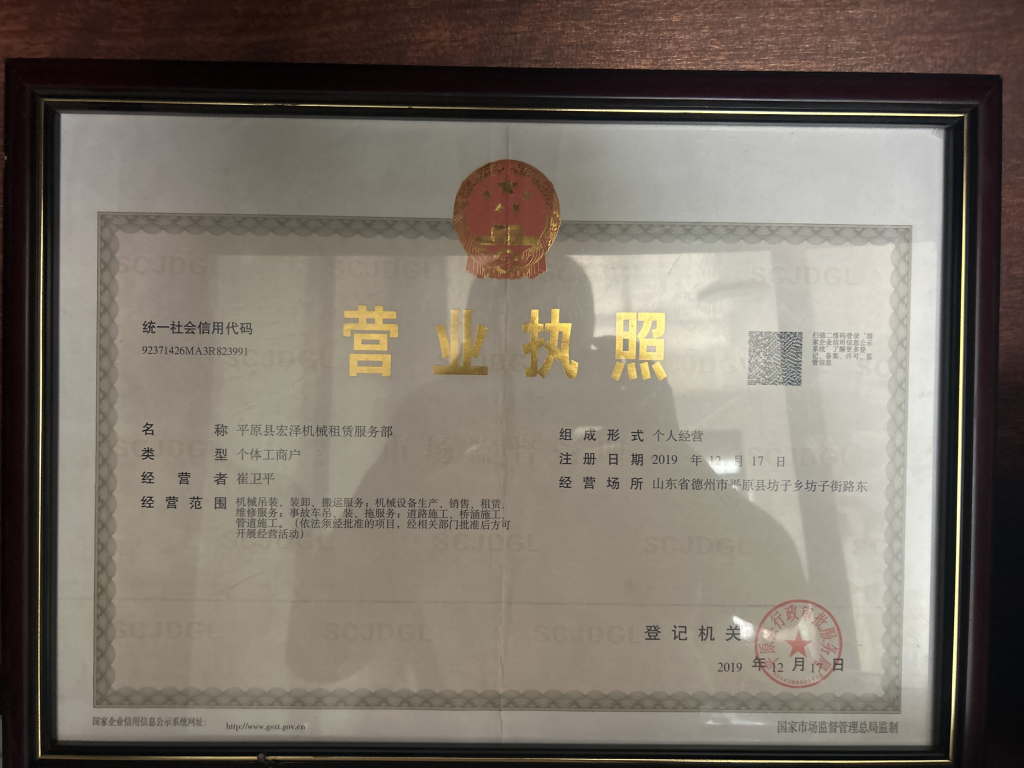 营业执照
统一社会信用代码
92371426MA3R823991
扫描二维码登录"国
家企业信用信息公示
系统"了解更多登
记、备案、许可、监
管信息
名 称 平原县宏泽机械租赁服务部
类 型 个体工商户
经 营 者 崔卫平
经 营 范 围 机械吊装、装卸、搬运服务；机械设备生产、销售、租赁、
维修服务；事故车吊、装、拖服务；道路施工、桥涵施工、
管道施工。（依法须经批准的项目，经相关部门批准后方可
开展经营活动）
组 成 形 式 个人经营
注 册 日 期 2019 年 12 月 17 日
经 营 场 所 山东省德州市平原县坊子乡坊子街路东
SCJDGL
登 记 机 关
行政审批服务
2019 年 12 月 17 日
国家企业信用信息公示系统网址：
http://www.gsxt.gov.cn
国家市场监督管理总局监制